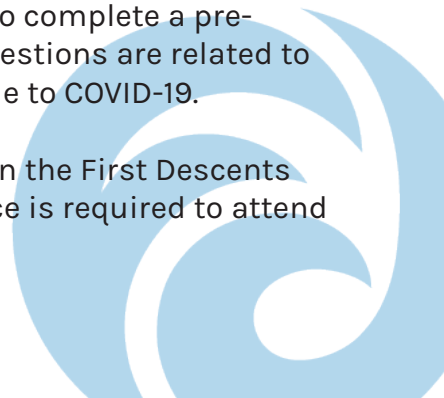 o complete a pre-
estions are related to
e to COVID-19.
n the First Descents
ce is required to attend